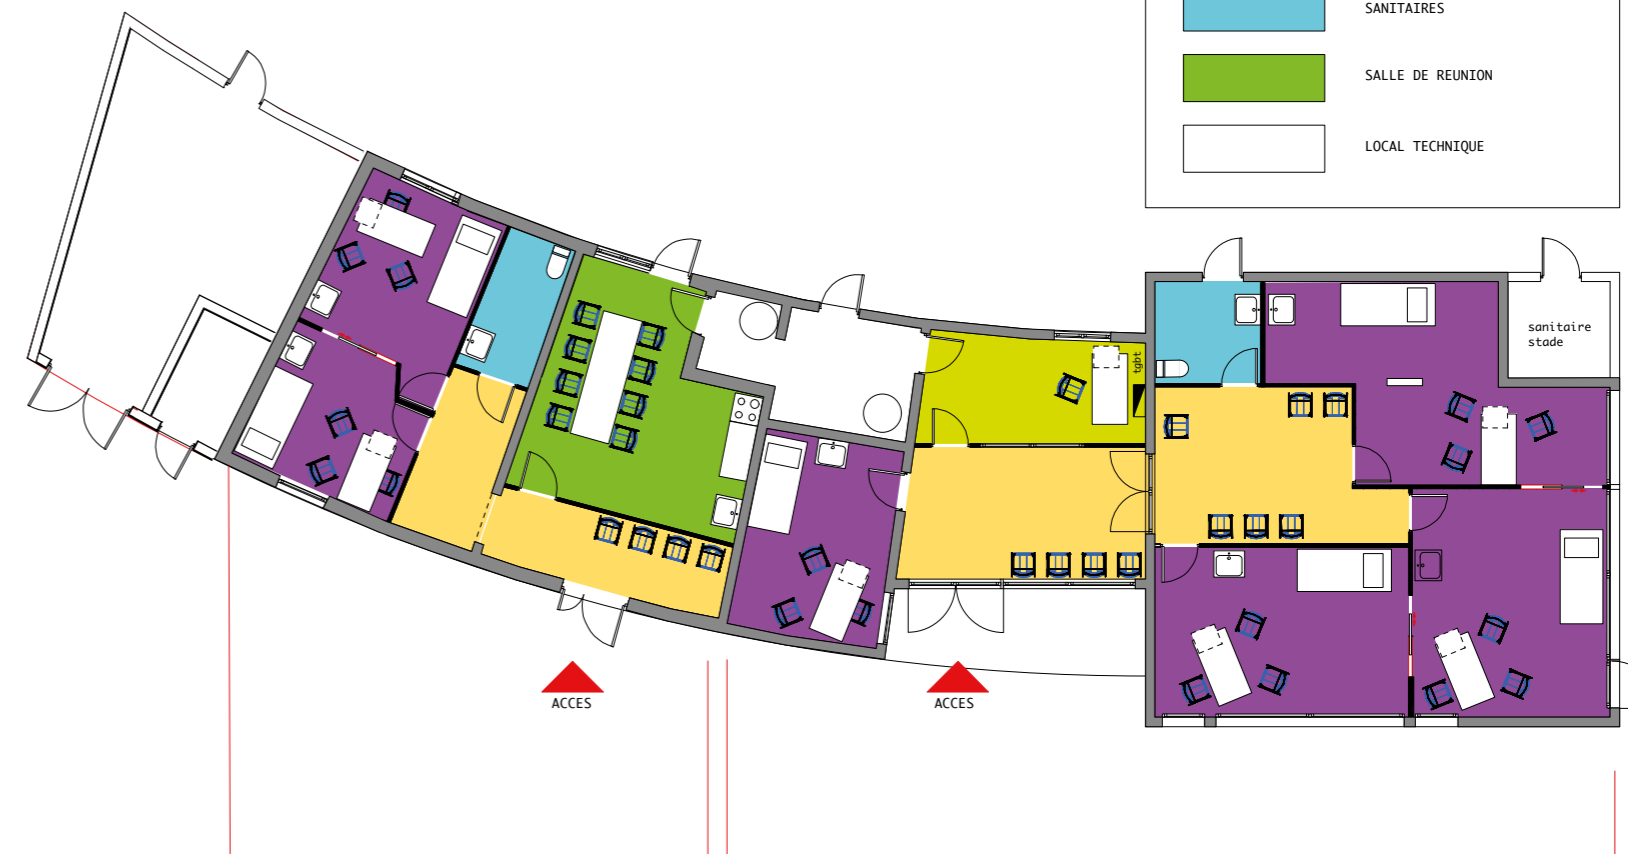 SANITAIRES
SALLE DE REUNION
LOCAL TECHNIQUE
sanitaire
stade
tgbt
ACCES
ACCES